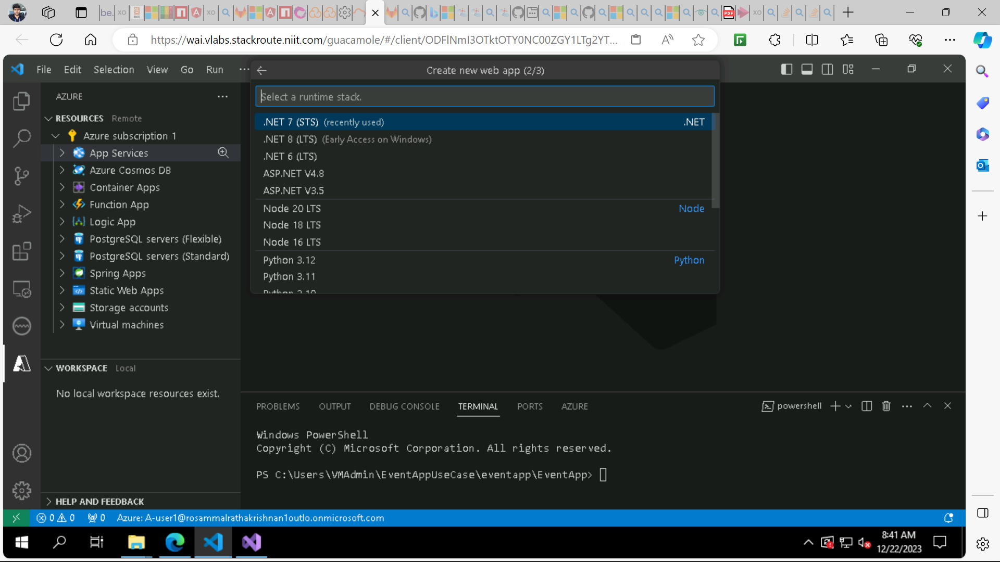 be.
https://wai.vlabs.stackroute.niit.com/guacamole/#/client/ODFlNmI3OTktOTY0NC00ZGY1LTg2YT...
File Edit Selection View Go Run ...
Create new web app (2/3)
Select a runtime stack.
.NET 7 (STS) (recently used) .NET
.NET 8 (LTS) (Early Access on Windows)
.NET 6 (LTS)
ASP.NET V4.8
ASP.NET V3.5
Node 20 LTS Node
Node 18 LTS
Node 16 LTS
Python 3.12 Python
Python 3.11
Python 3.10
AZURE
RESOURCES Remote
Azure subscription 1
App Services
Azure Cosmos DB
Container Apps
Function App
Logic App
PostgreSQL servers (Flexible)
PostgreSQL servers (Standard)
Spring Apps
Static Web Apps
Storage accounts
Virtual machines
WORKSPACE Local
No local workspace resources exist.
HELP AND FEEDBACK
PROBLEMS OUTPUT DEBUG CONSOLE TERMINAL PORTS AZURE
powershell
Windows PowerShell
Copyright (C) Microsoft Corporation. All rights reserved.
PS C:\Users\VMAdmin\EventAppUseCase\eventapp\EventApp>
0 0 0 Azure: A-user1@rosammalrathakrishnan1outlo.onmicrosoft.com
8:41 AM
12/22/2023